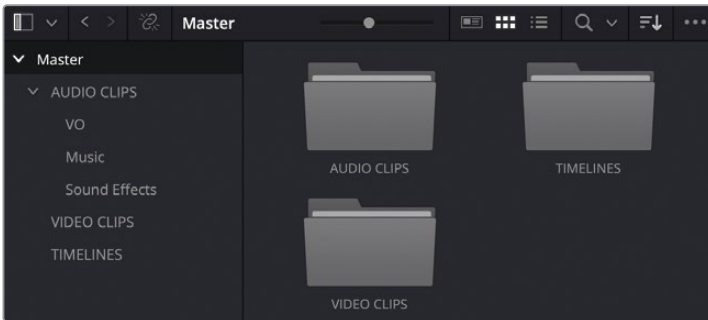 Master
Master
AUDIO CLIPS
VO
Music
Sound Effects
VIDEO CLIPS
TIMELINES
AUDIO CLIPS
TIMELINES
VIDEO CLIPS